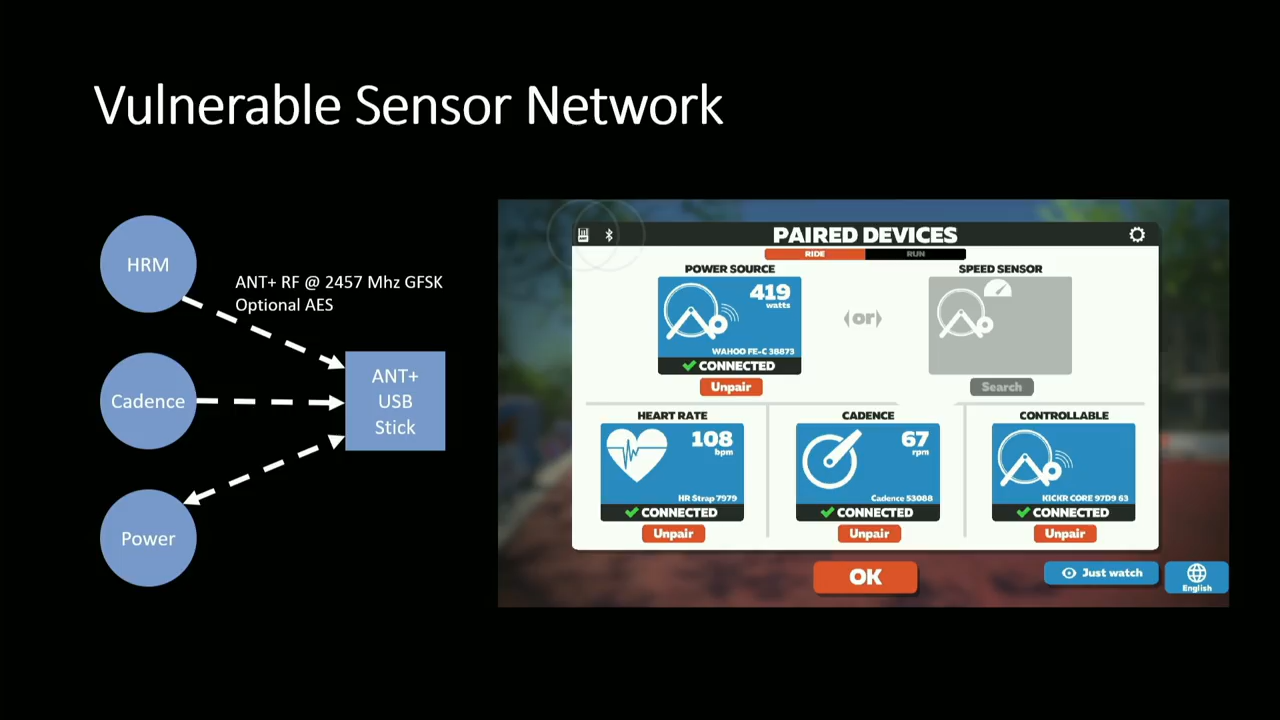 Vulnerable Sensor Network
HRM
ANT+ RF @ 2457 Mhz GFSK
Optional AES
Cadence
ANT+
USB
Stick
Power
PAIRED DEVICES
RIDE
RUN
POWER SOURCE
419
watts
WAHOO FE-C 38873
CONNECTED
Unpair
(or)
SPEED SENSOR
Search
HEART RATE
108
bpm
HR Strap 7979
CONNECTED
Unpair
CADENCE
67
rpm
Cadence 53088
CONNECTED
Unpair
CONTROLLABLE
KICKR CORE 97D9 63
CONNECTED
Unpair
OK
Just watch
English